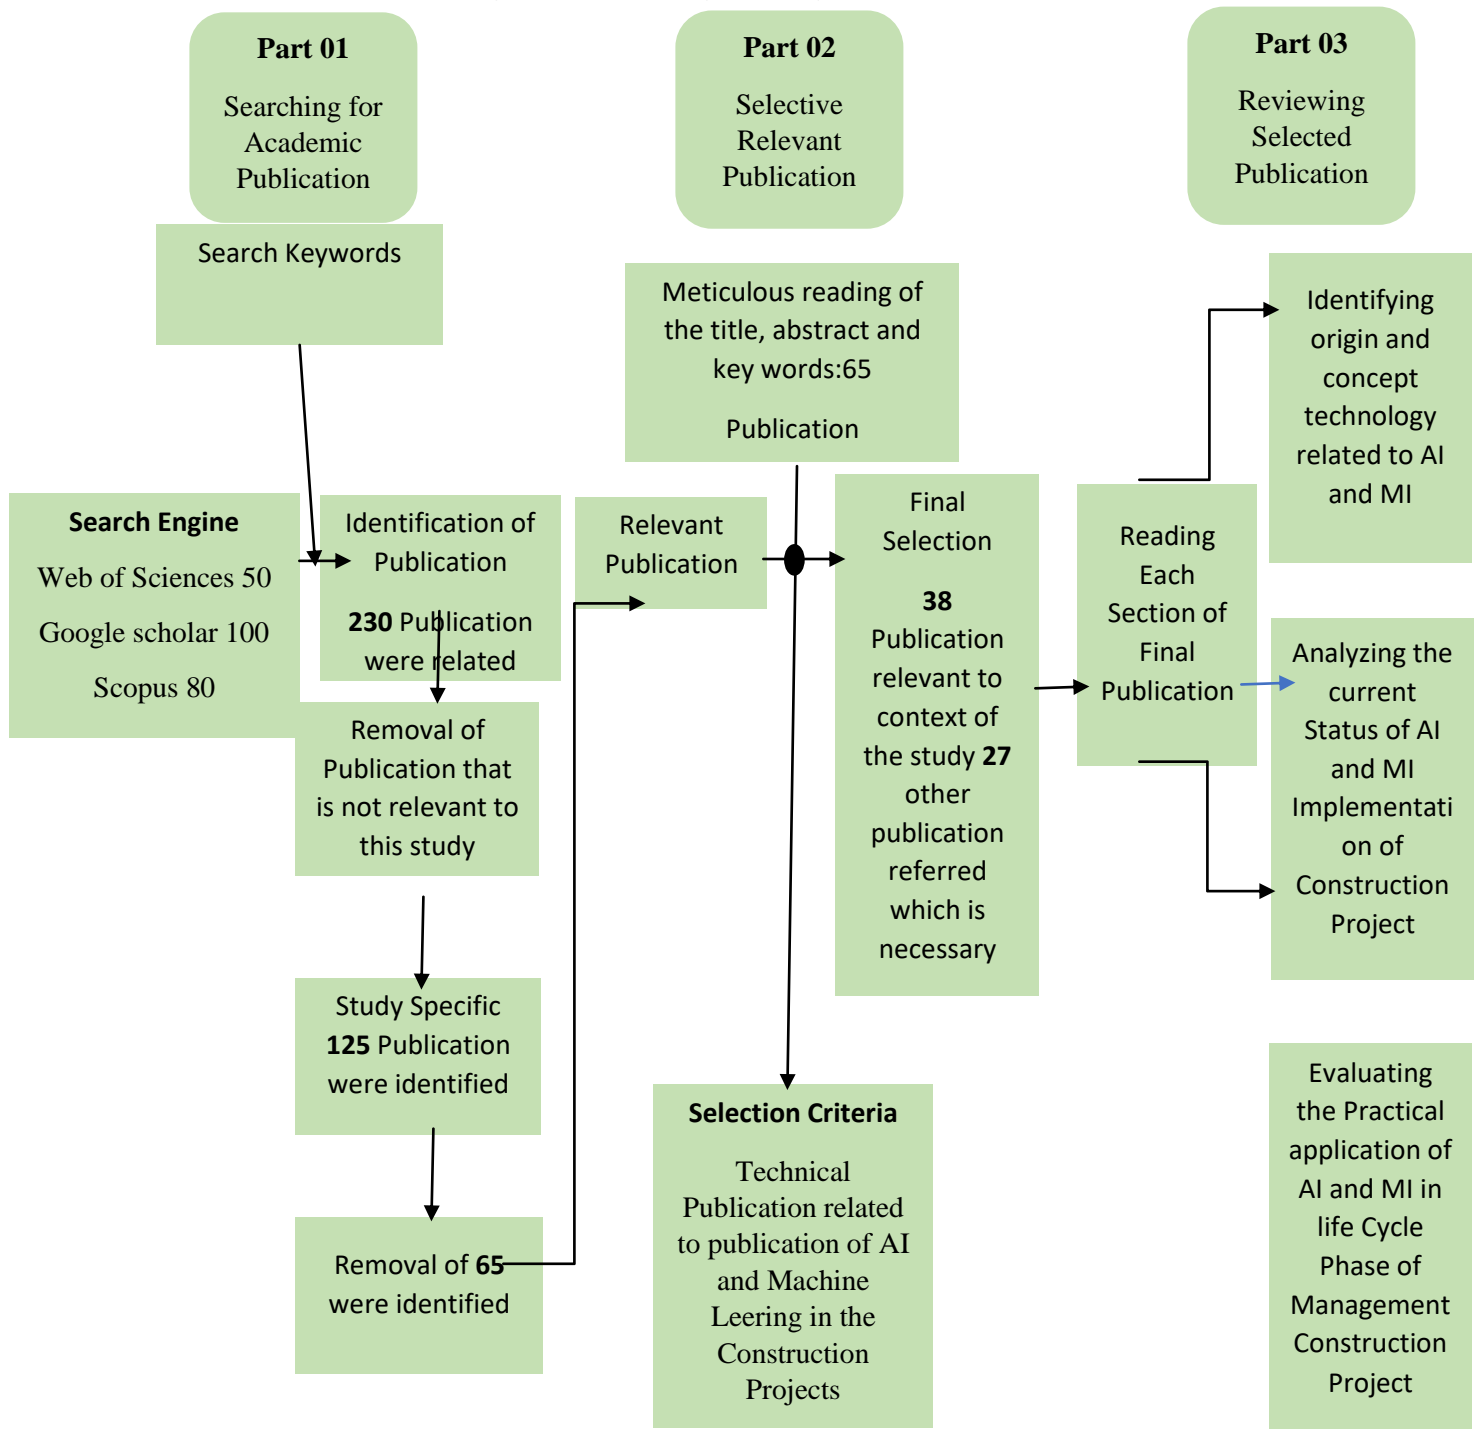 Part 01
Searching for
Academic
Publication
Search Keywords
Search Engine
Web of Sciences 50
Google scholar 100
Scopus 80
Identification of
Publication
230 Publication
were related
Removal of
Publication that
is not relevant to
this study
Study Specific
125 Publication
were identified
Removal of 65
were identified
Part 02
Selective
Relevant
Publication
Meticulous reading of
the title, abstract and
key words:65
Publication
Relevant
Publication
Final
Selection
38
Publication
relevant to
context of
the study 27
other
publication
referred
which is
necessary
Selection Criteria
Technical
Publication related
to publication of AI
and Machine
Leering in the
Construction
Projects
Part 03
Reviewing
Selected
Publication
Reading
Each
Section of
Final
Publication
Identifying
origin and
concept
technology
related to AI
and MI
Analyzing the
current
Status of AI
and MI
Implementati
on of
Construction
Project
Evaluating
the Practical
application of
AI and MI in
life Cycle
Phase of
Management
Construction
Project